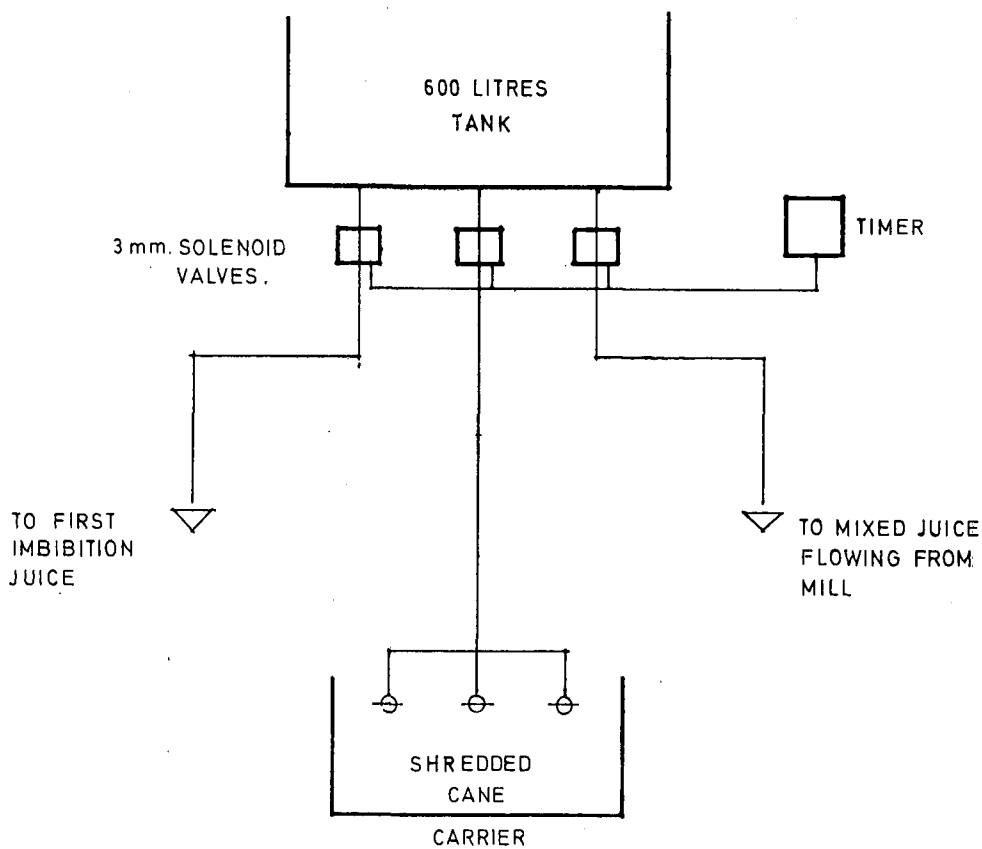 600 LITRES
TANK
3 mm. SOLENOID
VALVES.
TIMER
TO FIRST
IMBIBITION
JUICE
TO MIXED JUICE
FLOWING FROM
MILL
SHREDDED
CANE
CARRIER